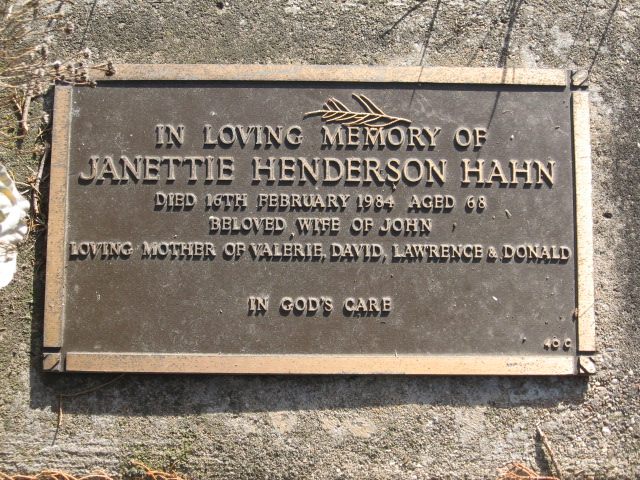 IN LOVING MEMORY OF
JANETTIE HENDERSON HAHN
DIED 16TH FEBRUARY 1984 AGED 68
BELOVED WIFE OF JOHN
LOVING MOTHER OF VALERIE, DAVID, LAWRENCE & DONALD
IN GOD'S CARE
40 C